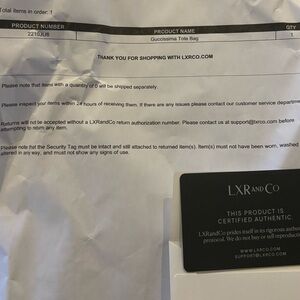 Total items in order: 1
PRODUCT NUMBER PRODUCT NAME QTY
2210JU8 Guccissima Tote Bag 1
THANK YOU FOR SHOPPING WITH LXRCO.COM
Please note that items with a quantity of 0 will be shipped separately.
Please inspect your items within 24 hours of receiving them. If there are any issues please contact our customer service departm
Returns will not be accepted without a LXRandCo return authorization number. Please contact us at support@lxrco.com before
attempting to return any item.
Please note that the Security Tag must be intact and still attached to returned item(s). Item(s) must not have been worn, washed
altered in any way, and must not show any signs of use.
LXRANDCO
THIS PRODUCT IS
CERTIFIED AUTHENTIC.
LXRandCo prides itself in its rigorous authe
protocol. We do not buy or sell reproductio
WWW.LXRCO.COM
SUPPORT@LXRCO.COM